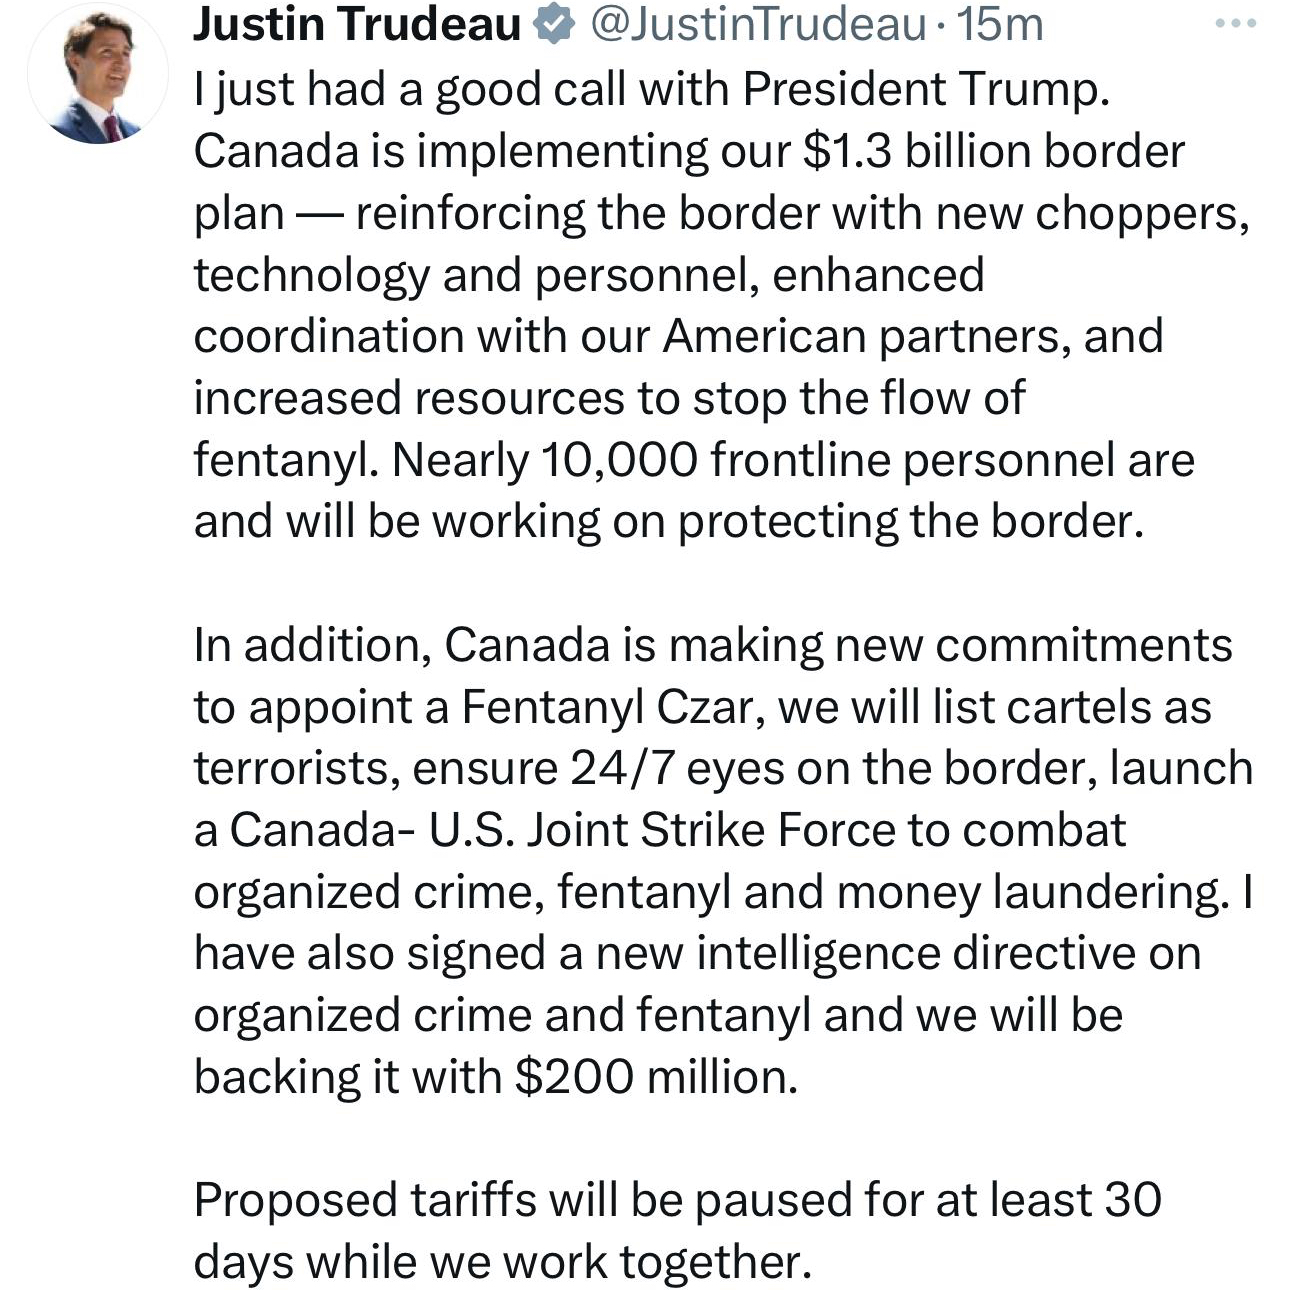 Justin Trudeau @JustinTrudeau · 15m
I just had a good call with President Trump.
Canada is implementing our $1.3 billion border
plan — reinforcing the border with new choppers,
technology and personnel, enhanced
coordination with our American partners, and
increased resources to stop the flow of
fentanyl. Nearly 10,000 frontline personnel are
and will be working on protecting the border.

In addition, Canada is making new commitments
to appoint a Fentanyl Czar, we will list cartels as
terrorists, ensure 24/7 eyes on the border, launch
a Canada- U.S. Joint Strike Force to combat
organized crime, fentanyl and money laundering. I
have also signed a new intelligence directive on
organized crime and fentanyl and we will be
backing it with $200 million.

Proposed tariffs will be paused for at least 30
days while we work together.